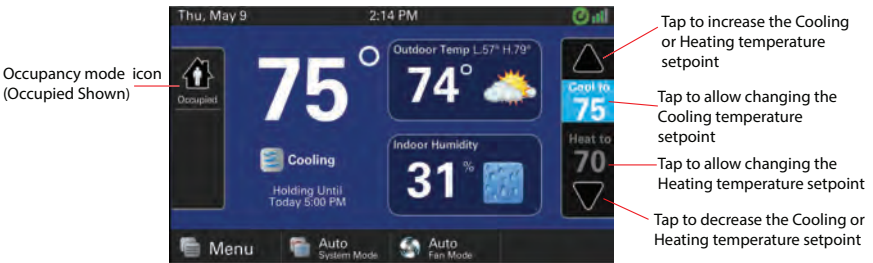 Thu, May 9
2:14 PM
Tap to increase the Cooling
or Heating temperature
setpoint
Occupancy mode icon
(Occupied Shown)
Occupied
75°
Outdoor Temp L.57° H.79°
74°
Cool to
75
Tap to allow changing the
Cooling temperature
setpoint
Cooling
Holding Until
Today 5:00 PM
Indoor Humidity
31%
Heat to
70
Tap to allow changing the
Heating temperature setpoint
Tap to decrease the Cooling or
Heating temperature setpoint
Menu
Auto
System Mode
Auto
Fan Mode